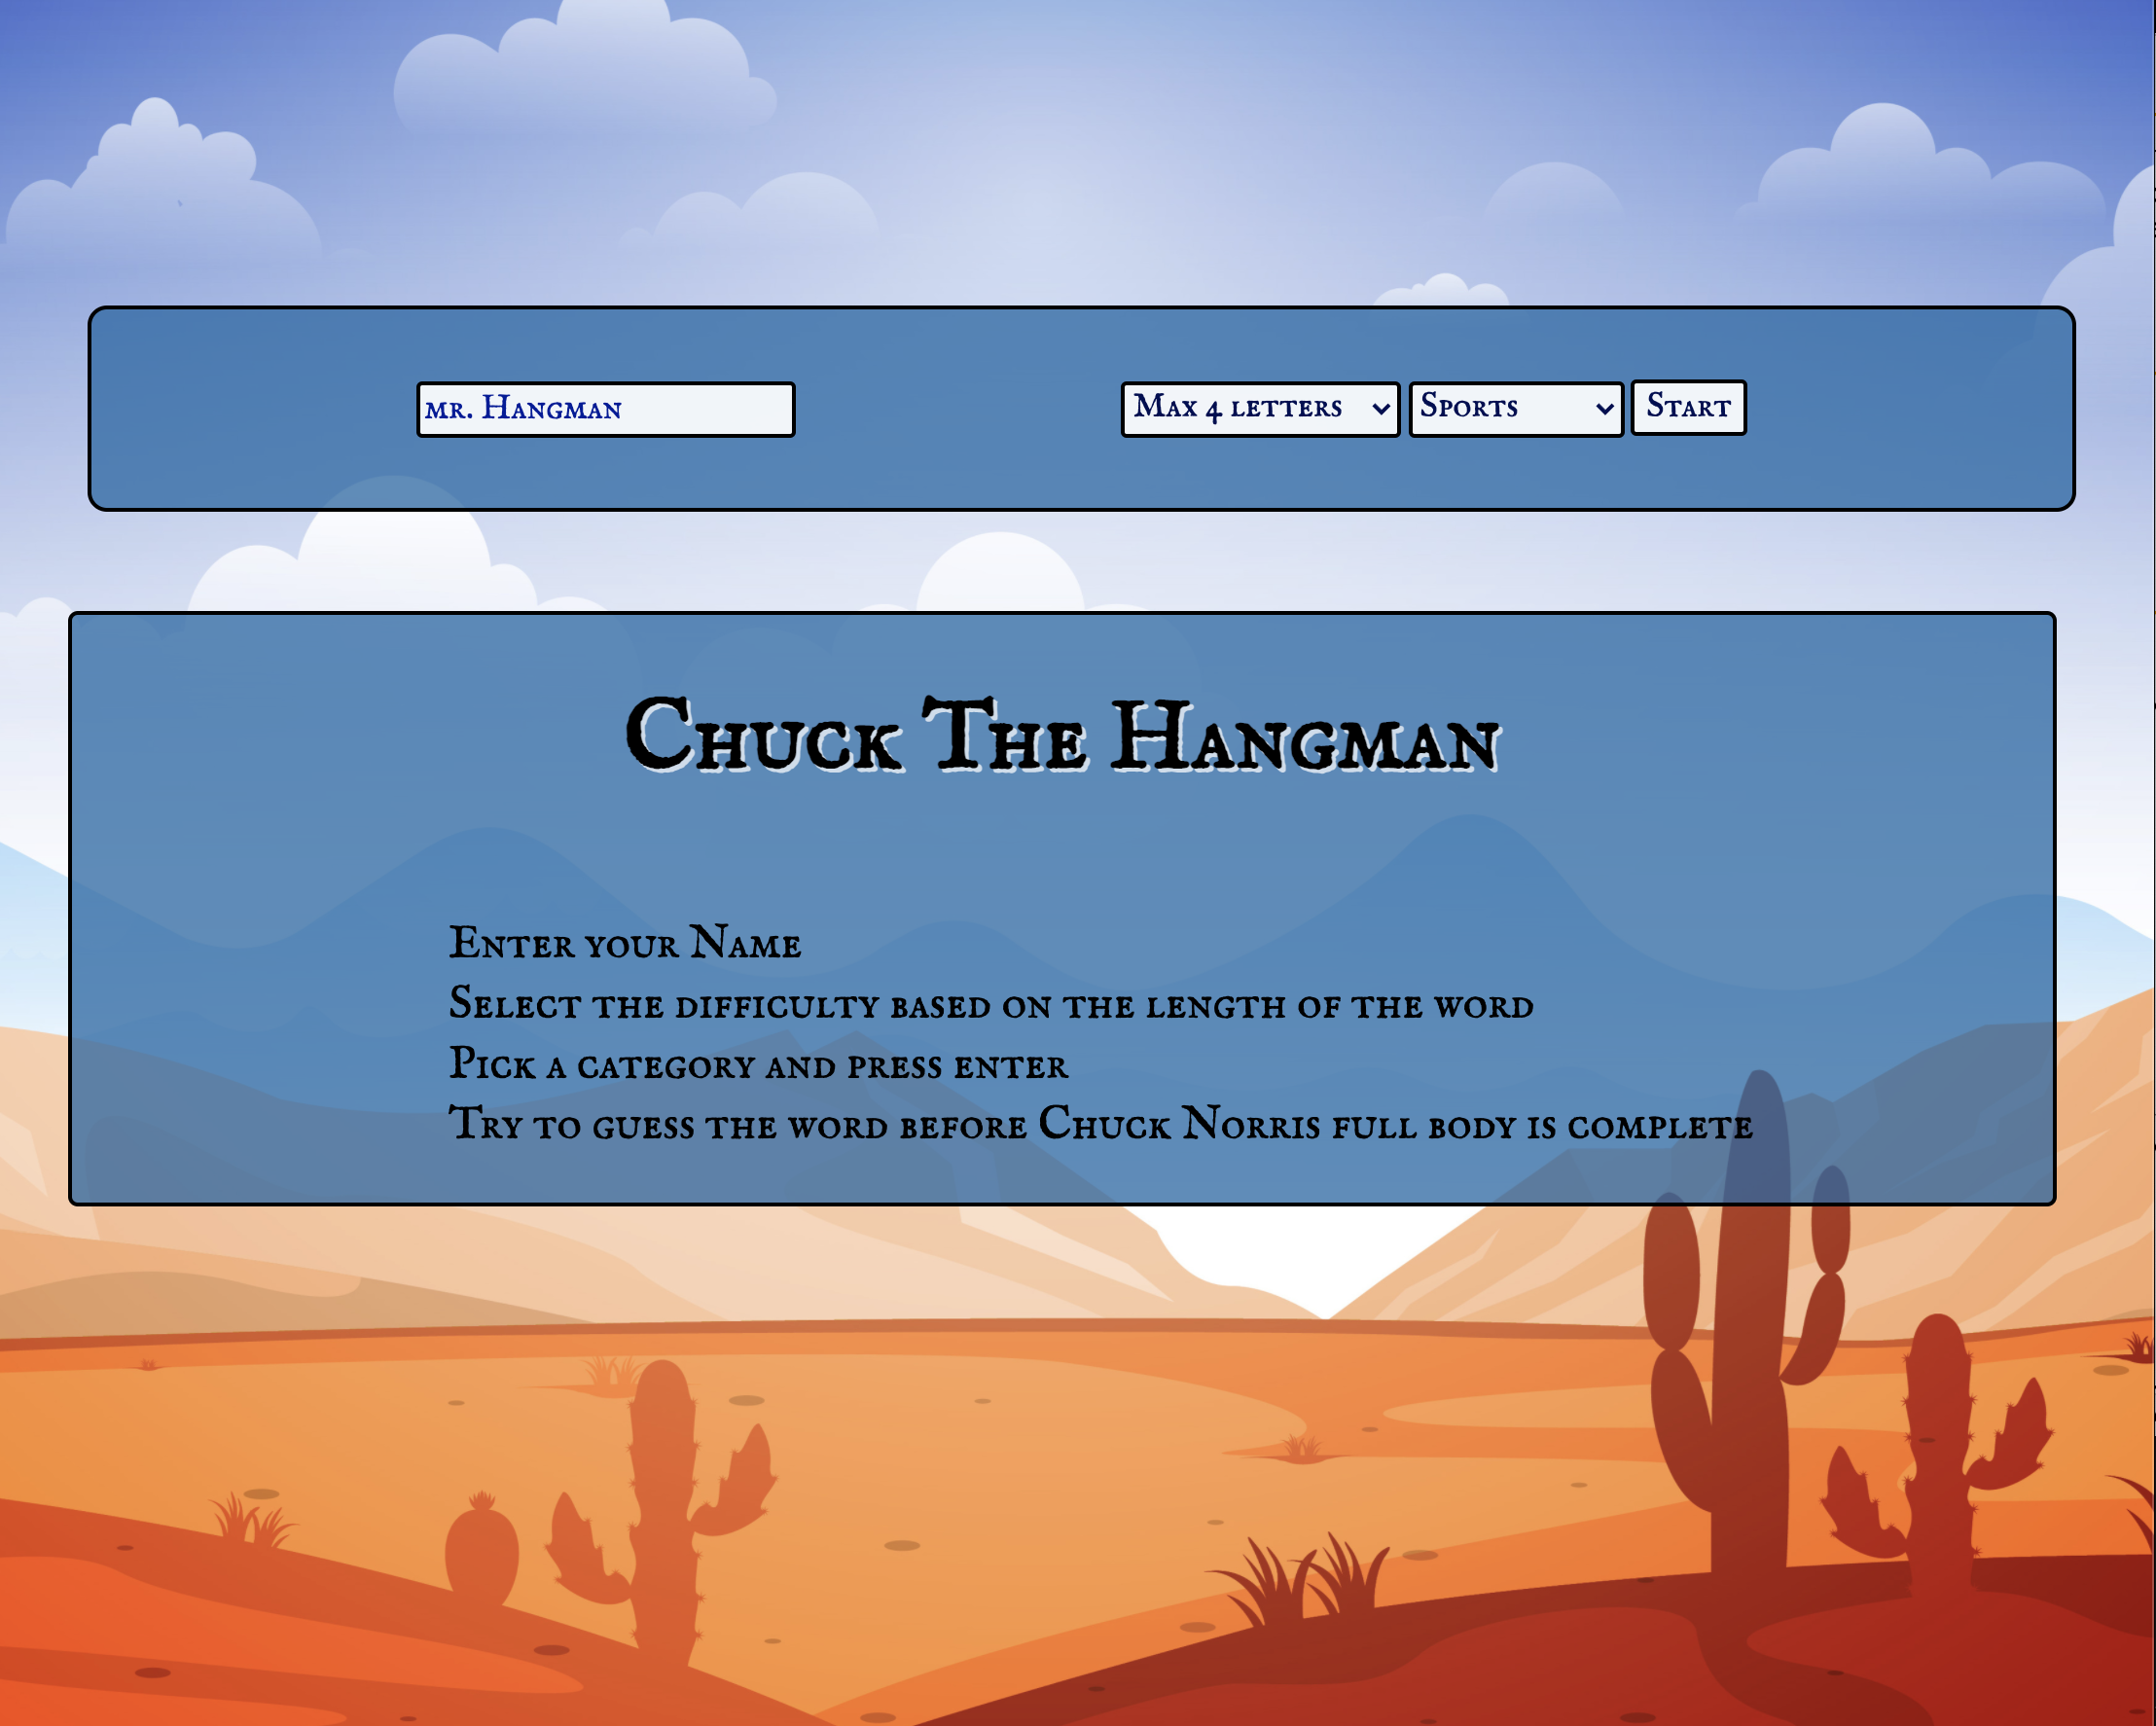 mr. Hangman
Max 4 letters Sports Start
Chuck The Hangman
Enter your Name
Select the difficulty based on the length of the word
Pick a category and press enter
Try to guess the word before Chuck Norris full body is complete